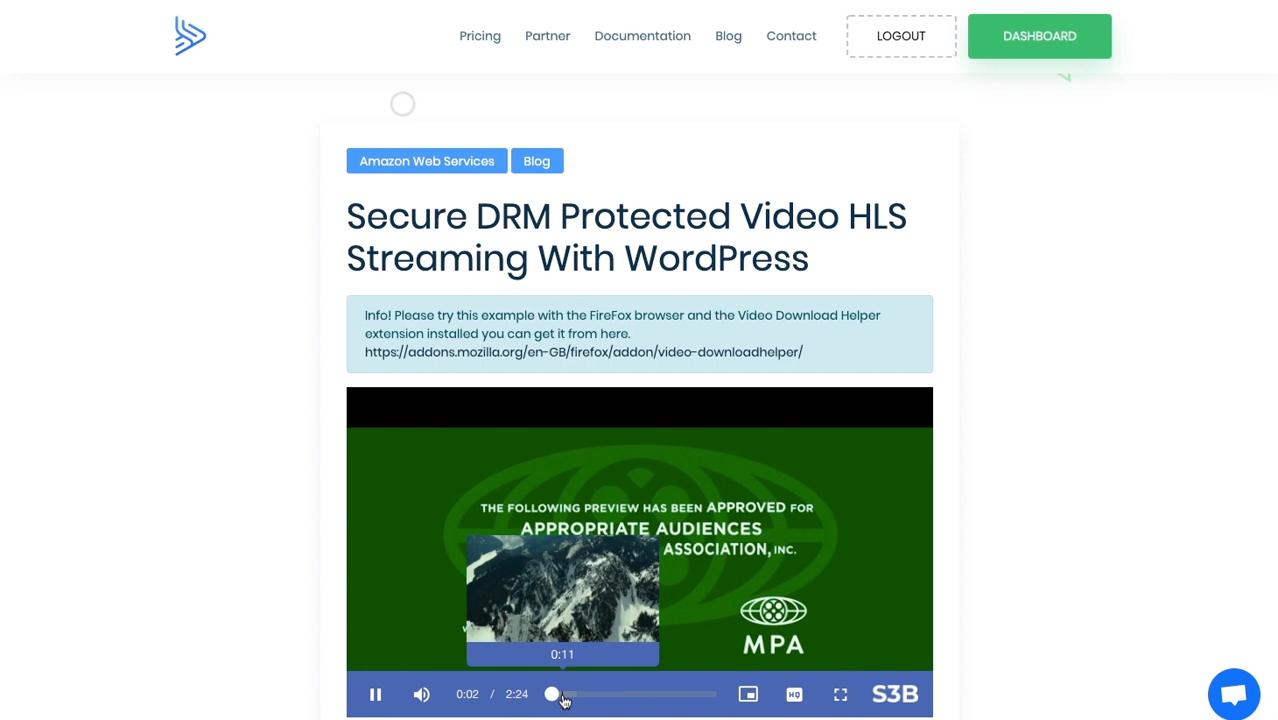 Pricing
Partner
Documentation
Blog
Contact
LOGOUT
DASHBOARD
Amazon Web Services
Blog
Secure DRM Protected Video HLS
Streaming With WordPress
Info! Please try this example with the FireFox browser and the Video Download Helper
extension installed you can get it from here.
https://addons.mozilla.org/en-GB/firefox/addon/video-downloadhelper/
THE FOLLOWING PREVIEW HAS BEEN APPROVED FOR
APPROPRIATE AUDIENCES
ASSOCIATION, INC.
MPA
0:11
0:02 / 2:24
HQ
S3B